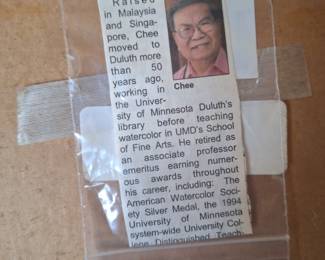 Raised
in Malaysia
and Singa-
pore, Chee
moved to
Duluth more
than 50
years ago,
working in
the Univer-
Chee
sity of Minnesota Duluth's
library before teaching
watercolor in UMD's School
of Fine Arts. He retired as
an associate professor
emeritus earning numer-
ous awards throughout
his career, including: The
American Watercolor Soci-
ety Silver Medal, the 1994
University of Minnesota
system-wide University Col-
lege Distinguished Teach-